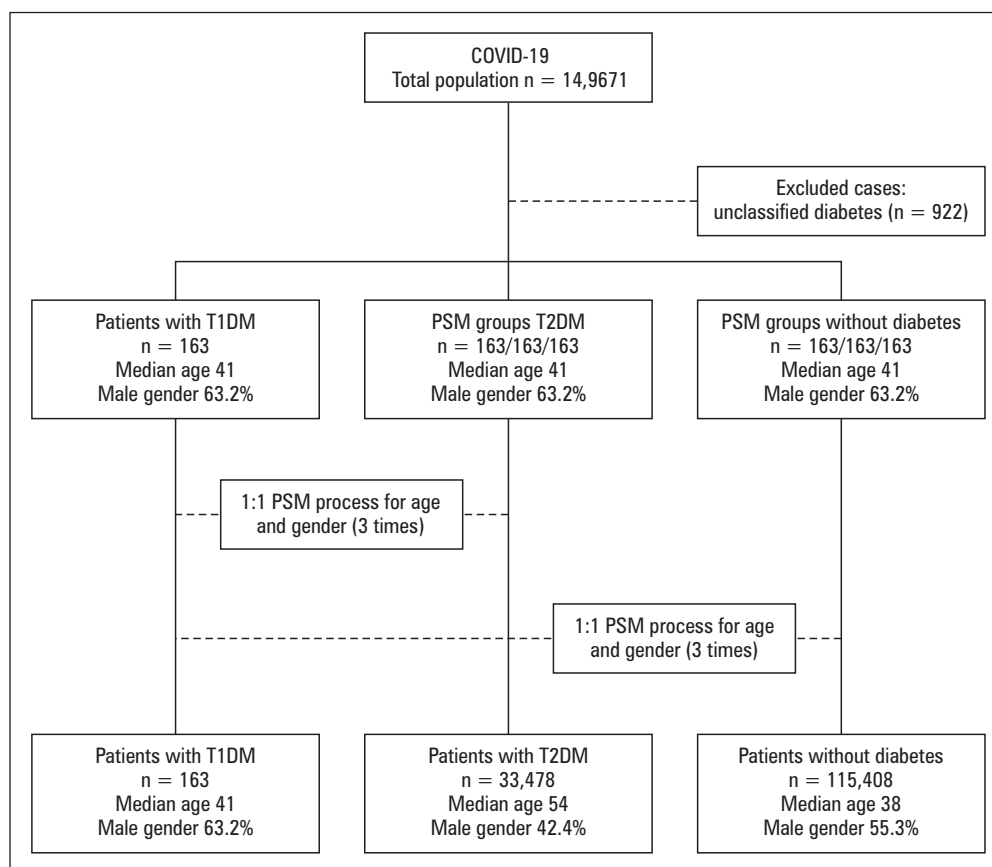 COVID-19
Total population n = 14,9671
Excluded cases:
unclassified diabetes (n = 922)
Patients with T1DM
n = 163
Median age 41
Male gender 63.2%
PSM groups T2DM
n = 163/163/163
Median age 41
Male gender 63.2%
PSM groups without diabetes
n = 163/163/163
Median age 41
Male gender 63.2%
1:1 PSM process for age
and gender (3 times)
1:1 PSM process for age
and gender (3 times)
Patients with T1DM
n = 163
Median age 41
Male gender 63.2%
Patients with T2DM
n = 33,478
Median age 54
Male gender 42.4%
Patients without diabetes
n = 115,408
Median age 38
Male gender 55.3%